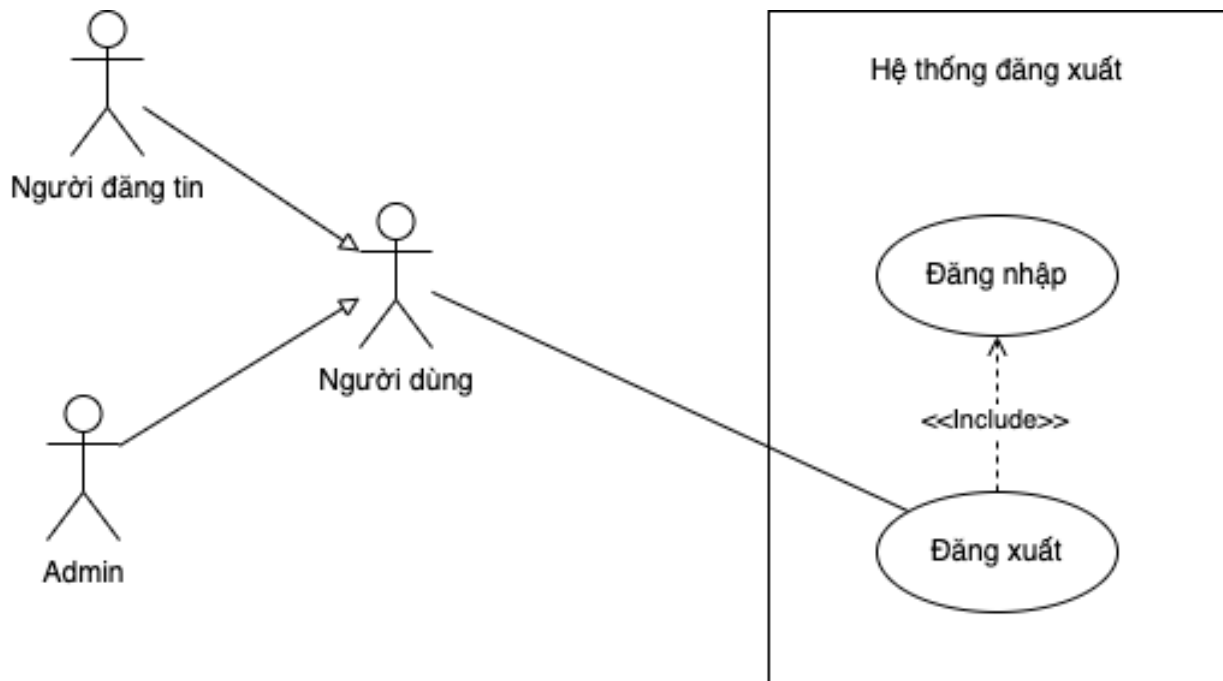 Hệ thống đăng xuất
Người đăng tin
Đăng nhập
Người dùng
<<Include>>
Đăng xuất
Admin